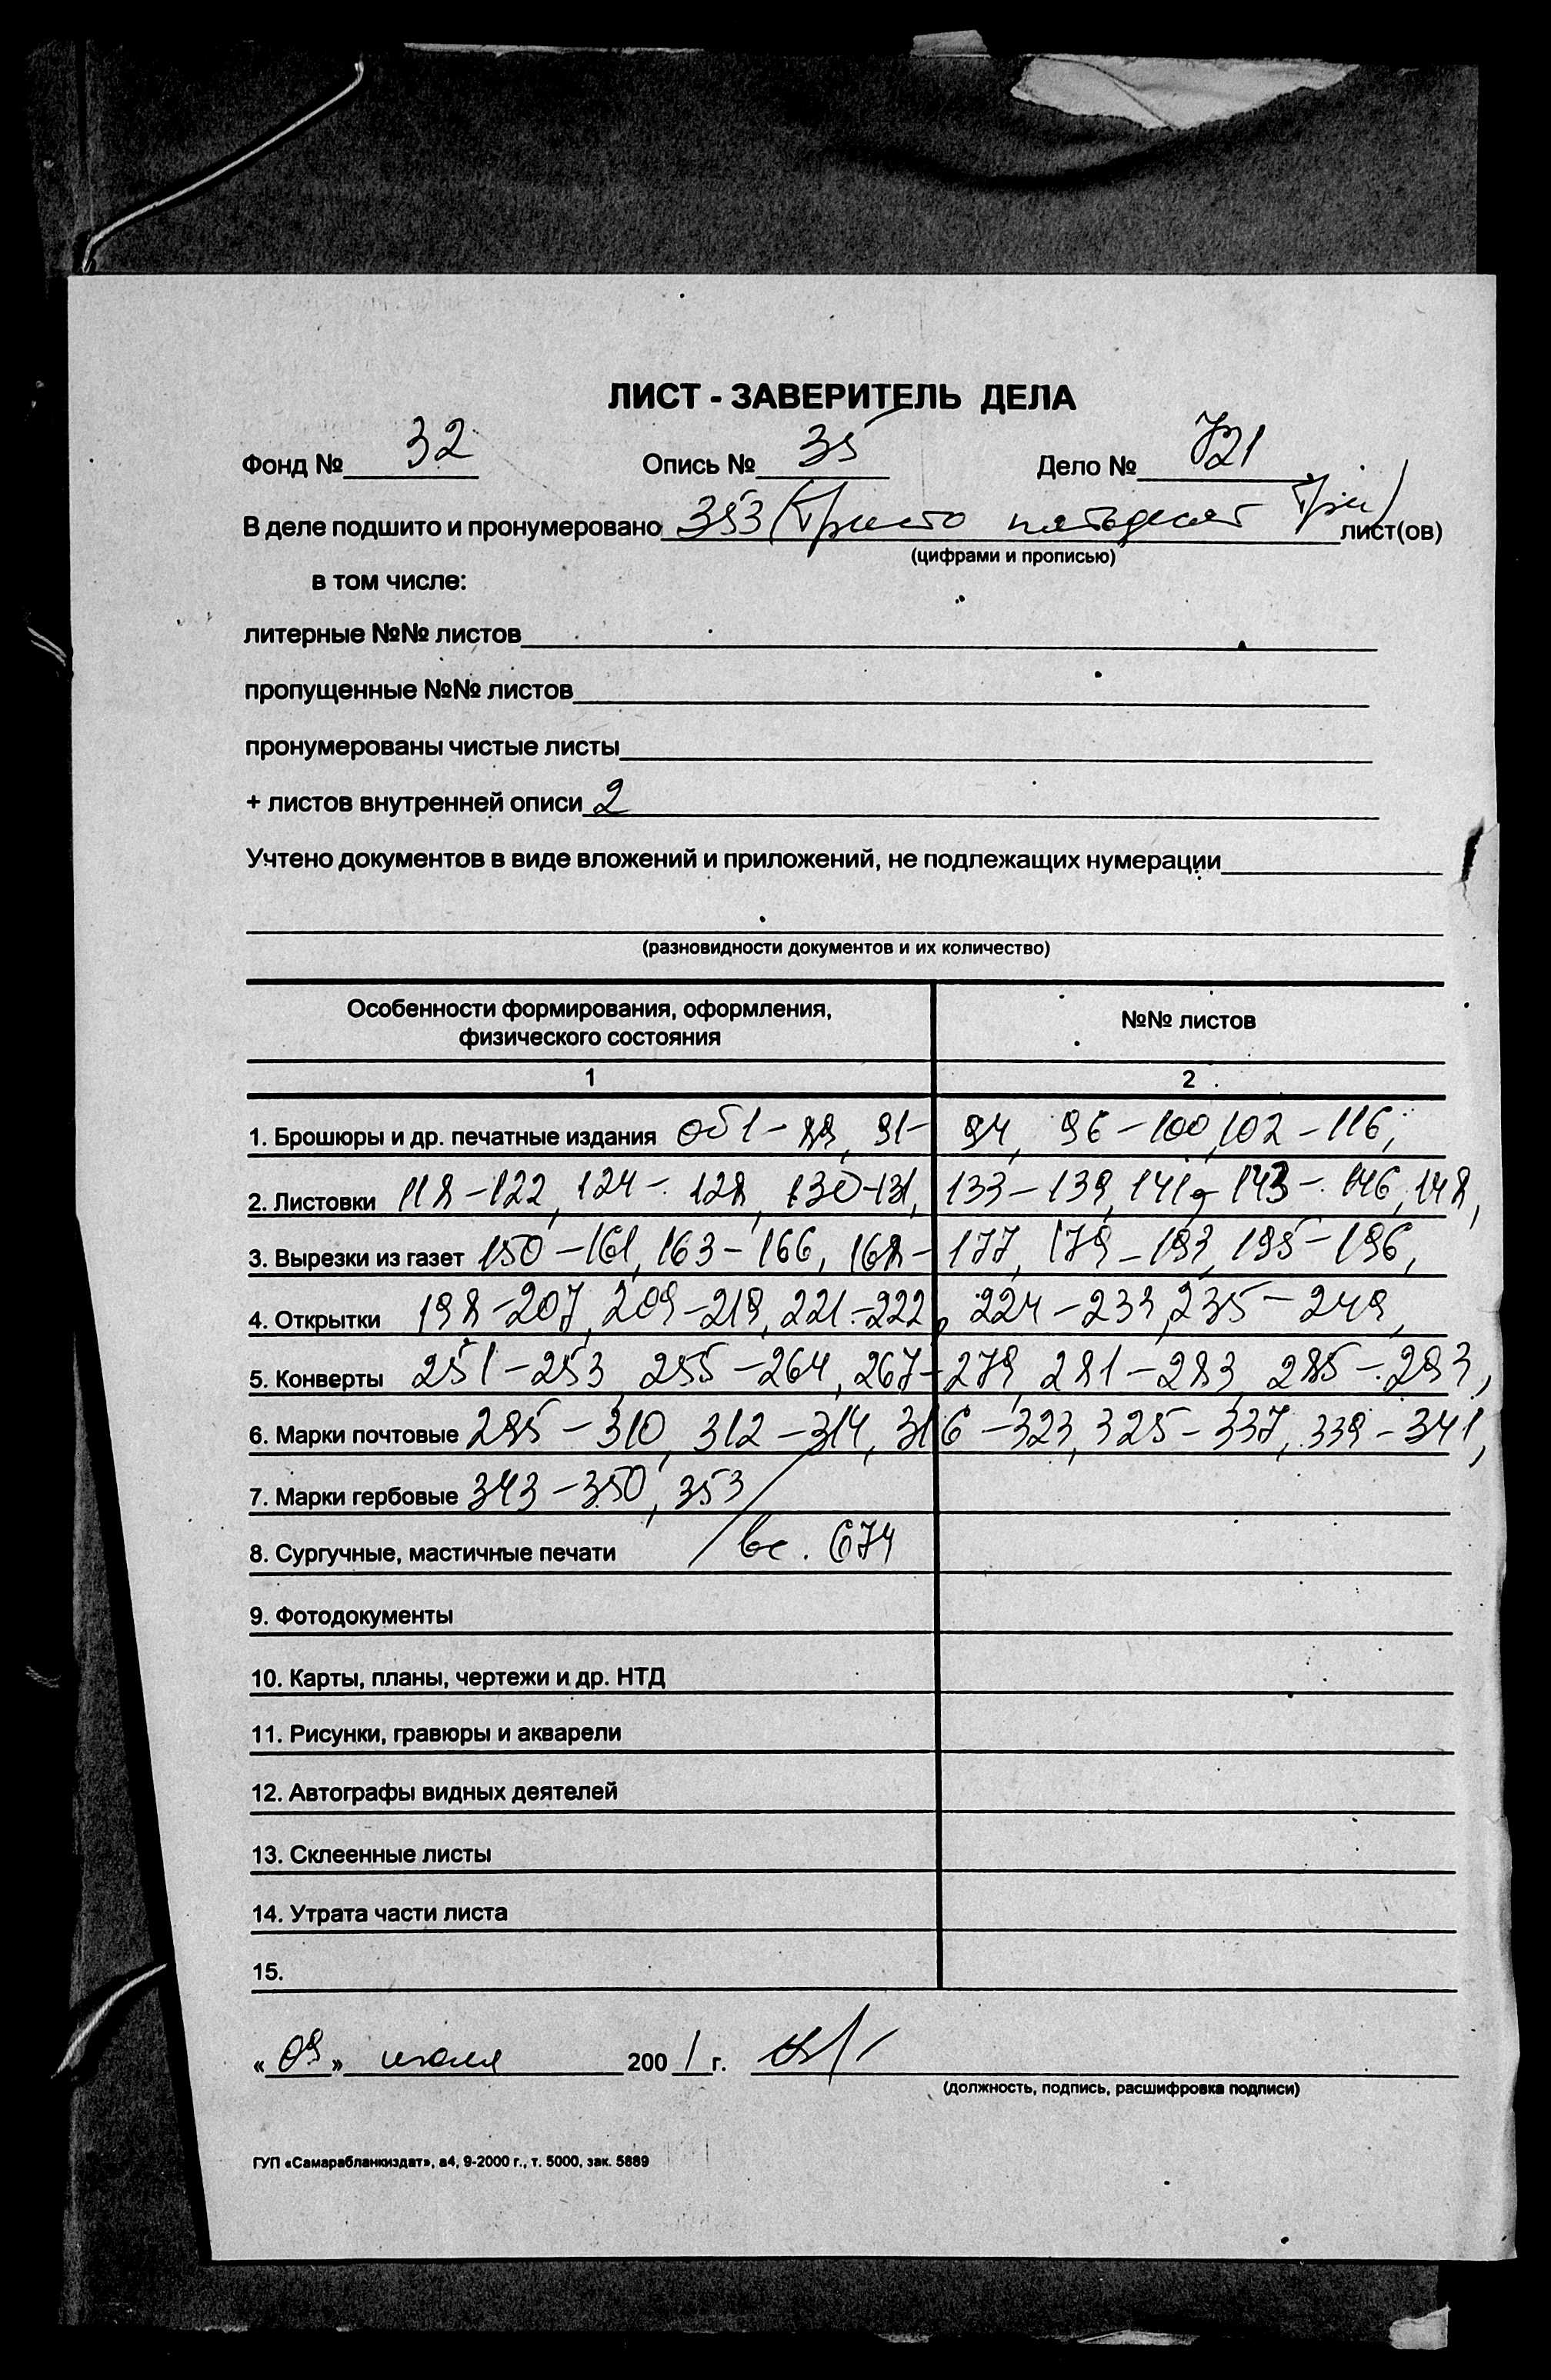 ЛИСТ - ЗАВЕРИТЕЛЬ ДЕЛА
Фонд № 32 Опись № 35 Дело № 721
В деле подшито и пронумеровано 353 (триста пятьдесят три) лист(ов)
(цифрами и прописью)
в том числе:
литерные №№ листов
пропущенные №№ листов
пронумерованы чистые листы
+ листов внутренней описи 2
Учтено документов в виде вложений и приложений, не подлежащих нумерации
(разновидности документов и их количество)
Особенности формирования, оформления, №№ листов
физического состояния
1 2
1. Брошюры и др. печатные издания об 1 - 89, 91 - 94, 96 - 100, 102 - 116,
2. Листовки 118 - 122, 124 - 128, 130 - 131, 133 - 139, 141, 143 - 146, 148,
3. Вырезки из газет 150 - 161, 163 - 166, 168 - 177, 179 - 193, 195 - 196,
4. Открытки 198 - 207, 209 - 219, 221 - 222, 224 - 233, 235 - 249,
5. Конверты 251 - 253, 255 - 264, 267 - 279, 281 - 283, 285 - 293,
6. Марки почтовые 295 - 310, 312 - 314, 316 - 323, 325 - 337, 339 - 341,
7. Марки гербовые 343 - 350, 353 /
8. Сургучные, мастичные печати / вс. 674
9. Фотодокументы
10. Карты, планы, чертежи и др. НТД
11. Рисунки, гравюры и акварели
12. Автографы видных деятелей
13. Склеенные листы
14. Утрата части листа
15.
« 09 » июля 2001 г.
(должность, подпись, расшифровка подписи)
ГУП «Самарабланкиздат», а4, 9-2000 г., т. 5000, зак. 5889